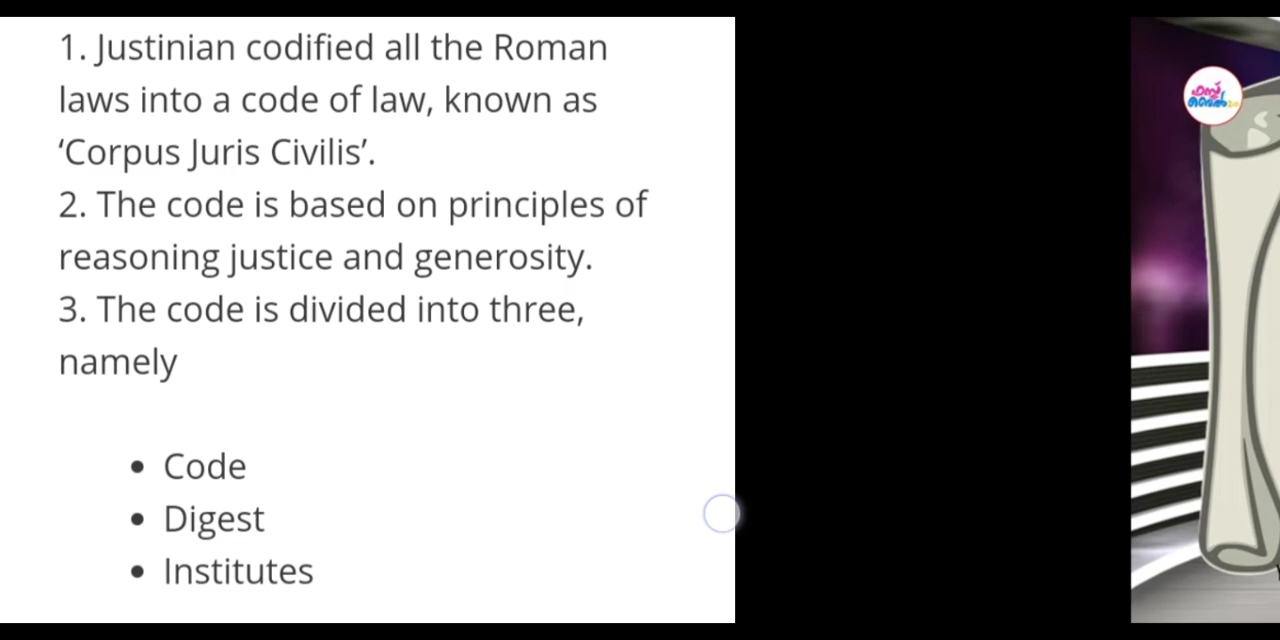 1. Justinian codified all the Roman
laws into a code of law, known as
‘Corpus Juris Civilis’.
2. The code is based on principles of
reasoning justice and generosity.
3. The code is divided into three,
namely
• Code
• Digest
• Institutes